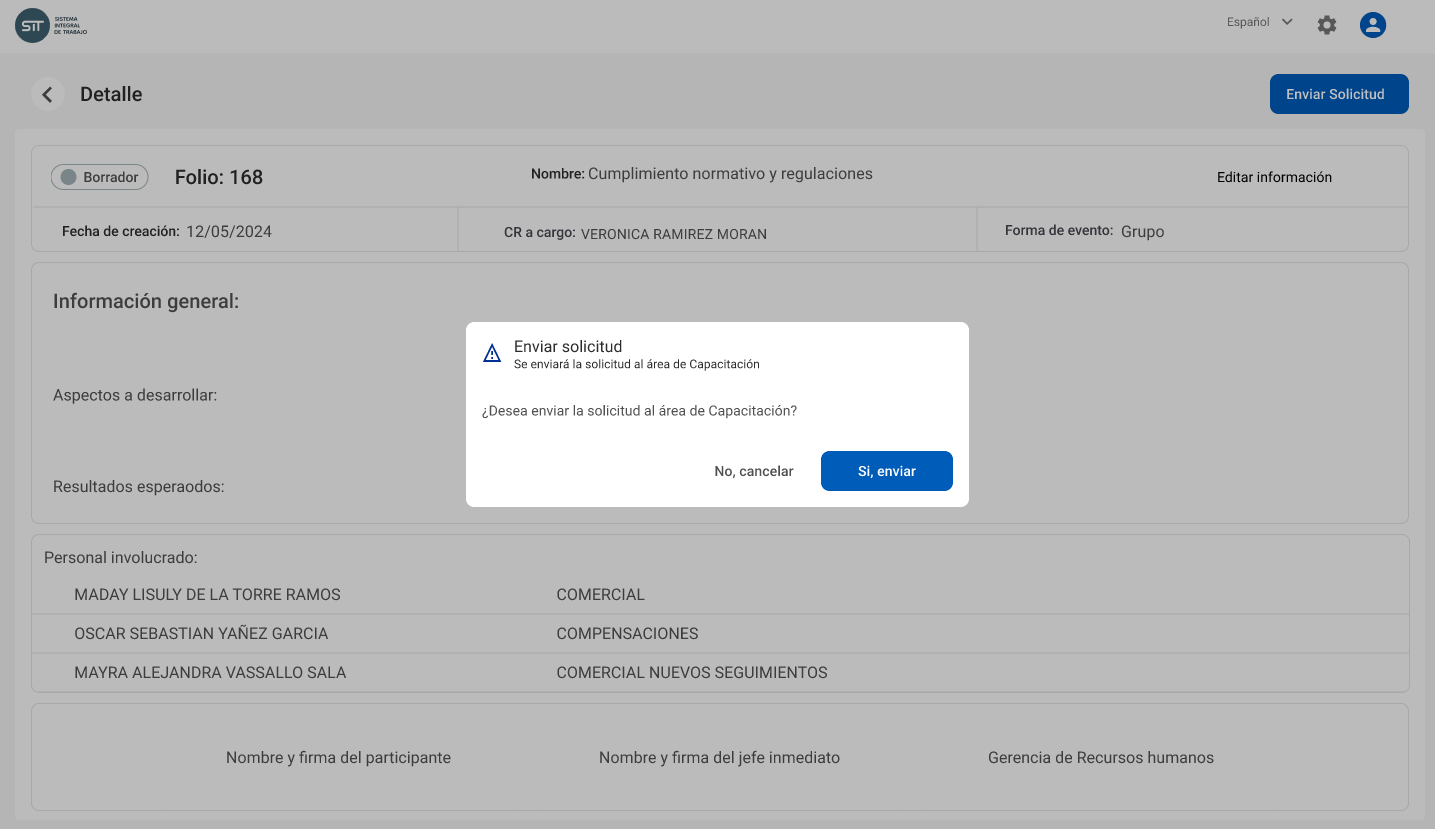 SIT
SISTEMA
INTEGRAL
DE TRABAJO
Español
Detalle
Enviar Solicitud
Borrador
Folio: 168
Nombre: Cumplimiento normativo y regulaciones
Editar información
Fecha de creación: 12/05/2024
CR a cargo: VERONICA RAMIREZ MORAN
Forma de evento: Grupo
Información general:
Aspectos a desarrollar:
Resultados esperaodos:
Enviar solicitud
Se enviará la solicitud al área de Capacitación
¿Desea enviar la solicitud al área de Capacitación?
No, cancelar
Si, enviar
Personal involucrado:
MADAY LISULY DE LA TORRE RAMOS
COMERCIAL
OSCAR SEBASTIAN YAÑEZ GARCIA
COMPENSACIONES
MAYRA ALEJANDRA VASSALLO SALA
COMERCIAL NUEVOS SEGUIMIENTOS
Nombre y firma del participante
Nombre y firma del jefe inmediato
Gerencia de Recursos humanos